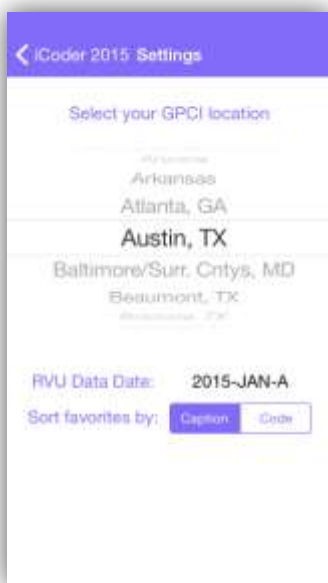 iCoder 2015 Settings
Select your GPCI location
Arkansas
Atlanta, GA
Austin, TX
Baltimore/Surr. Cntys, MD
Beaumont, TX
RVU Data Date: 2015-JAN-A
Sort favorites by: Caption Code